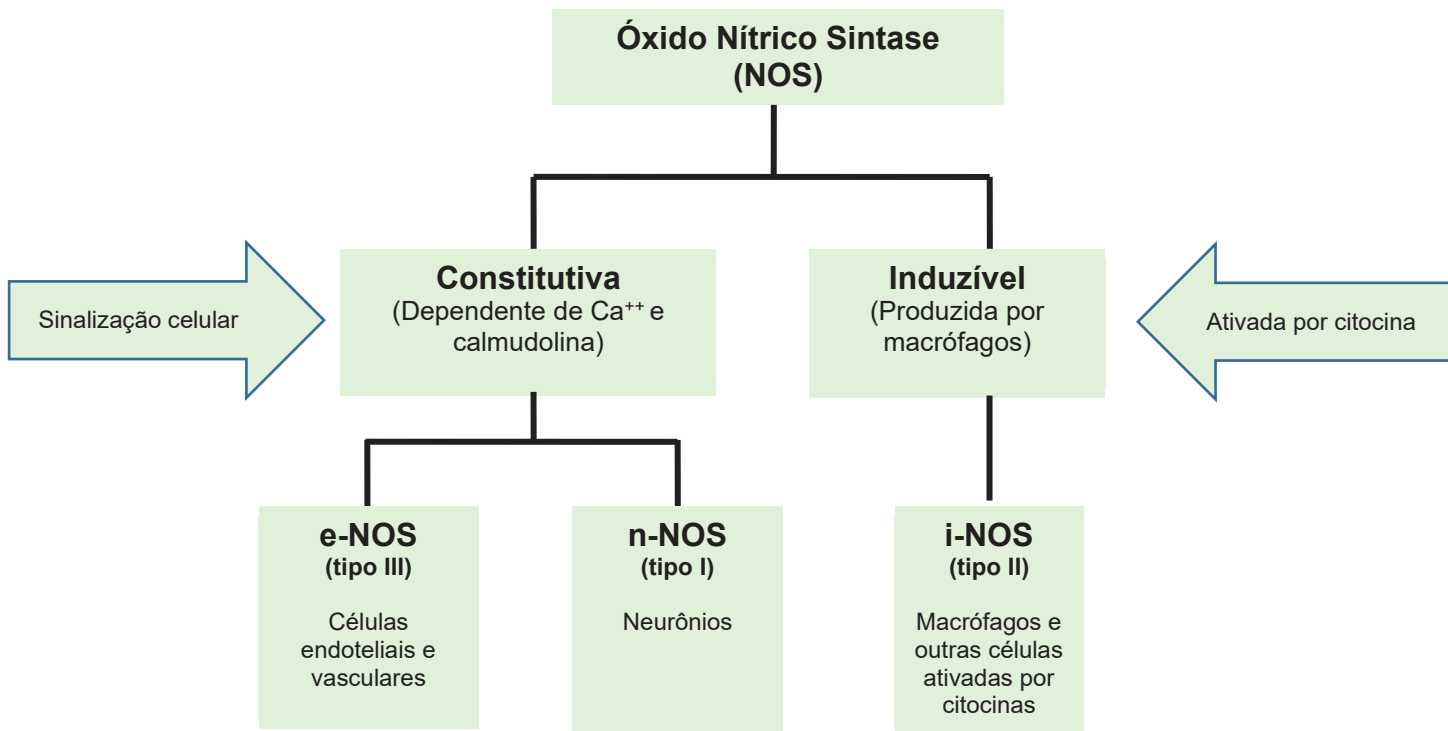 Óxido Nítrico Sintase
(NOS)
Sinalização celular
Constitutiva
(Dependente de Ca⁺⁺ e
calmudolina)
Induzível
(Produzida por
macrófagos)
Ativada por citocina
e-NOS
(tipo III)
Células
endoteliais e
vasculares
n-NOS
(tipo I)
Neurônios
i-NOS
(tipo II)
Macrófagos e
outras células
ativadas por
citocinas